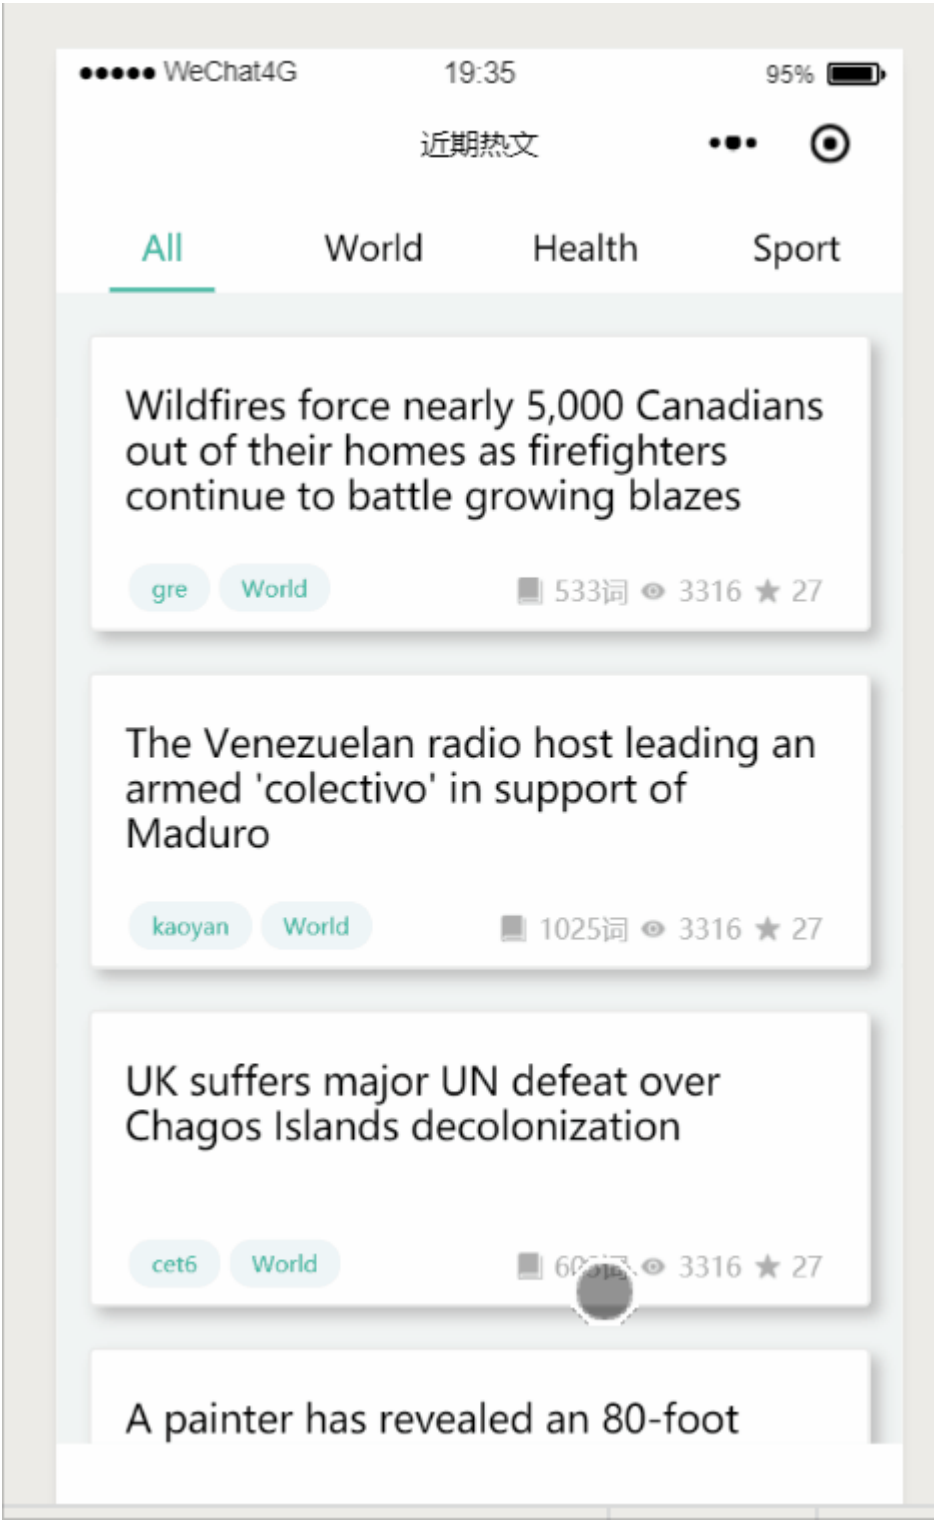 WeChat4G 19:35 95%
近期热文
All World Health Sport
Wildfires force nearly 5,000 Canadians
out of their homes as firefighters
continue to battle growing blazes
gre World 533词 3316 27
The Venezuelan radio host leading an
armed 'colectivo' in support of
Maduro
kaoyan World 1025词 3316 27
UK suffers major UN defeat over
Chagos Islands decolonization
cet6 World 3316 27
A painter has revealed an 80-foot